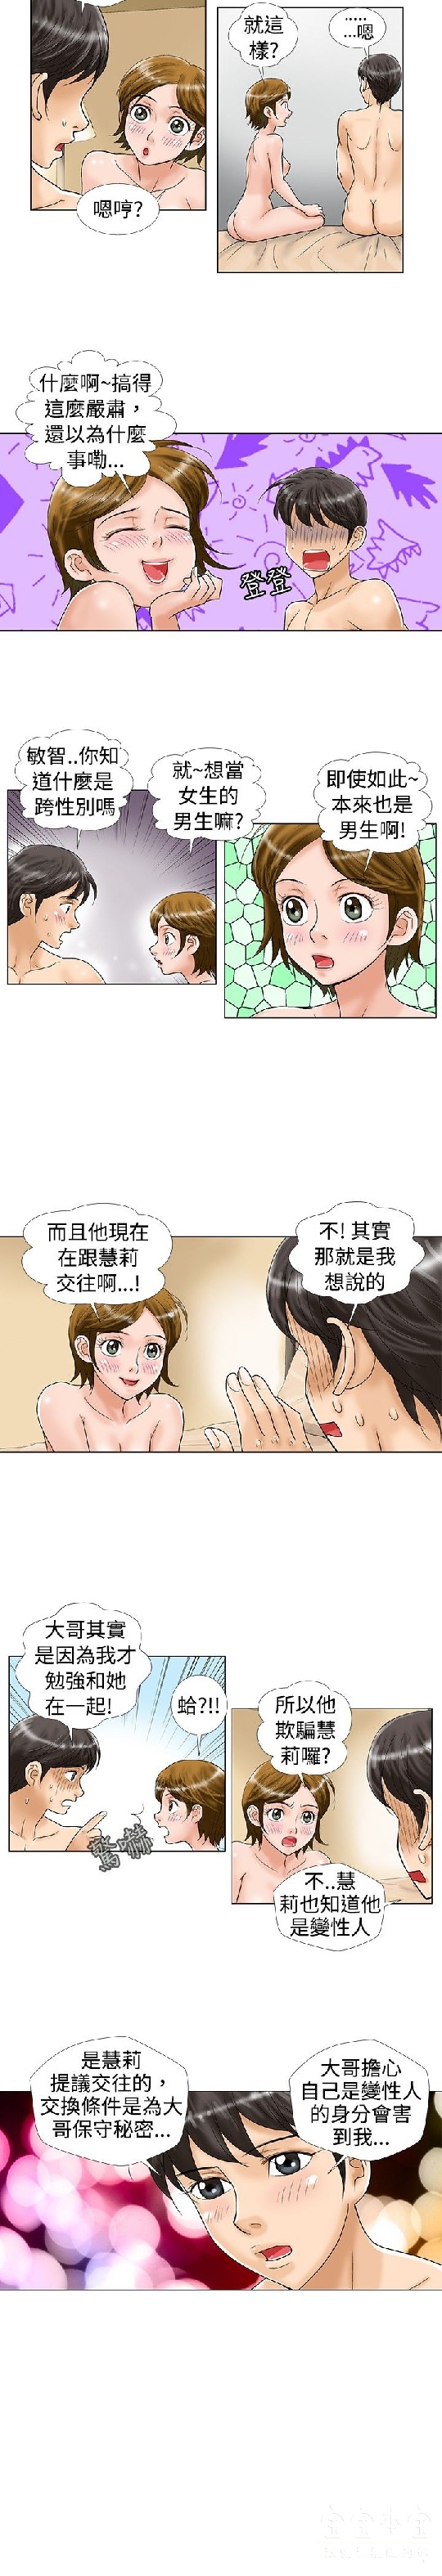 嗯哼?
就這
樣?
.....
...嗯
什麼啊~搞得
這麼嚴肅，
還以為什麼
事嘞...
登登
敏智..你知
道什麼是
跨性別嗎
就~想當
女生的
男生嘛?
即使如此~
本來也是
男生啊!
而且他現在
在跟慧莉
交往啊...!
不! 其實
那就是我
想說的
大哥其實
是因為我才
勉強和她
在一起!
蛤?!!
驚嚇
所以他
欺騙慧
莉囉?
不..慧
莉也知道他
是變性人
是慧莉
提議交往的，
交換條件是為大
哥保守秘密...
大哥擔心
自己是變性人
的身分會害
到我...